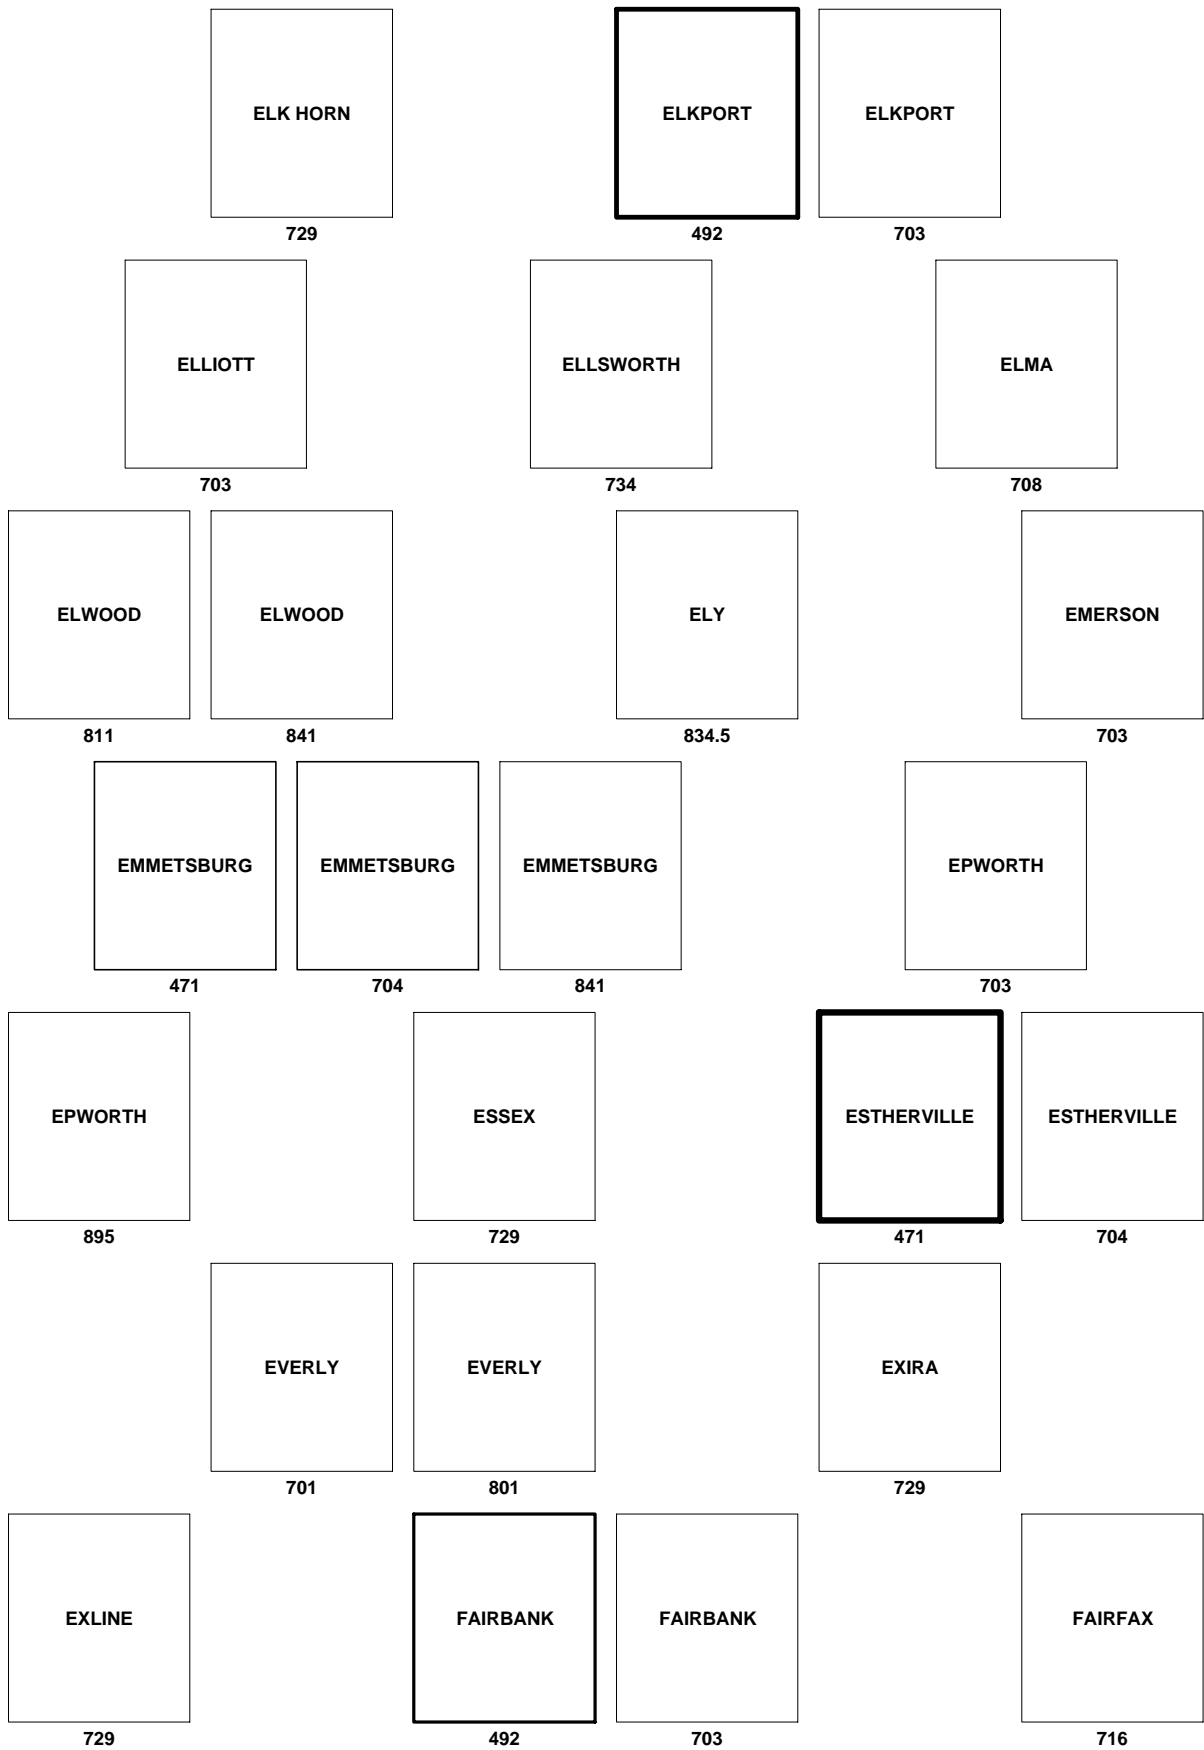 ELK HORN ELKPORT ELKPORT
729 492 703
ELLIOTT ELLSWORTH ELMA
703 734 708
ELWOOD ELWOOD ELY EMERSON
811 841 834.5 703
EMMETSBURG EMMETSBURG EMMETSBURG EPWORTH
471 704 841 703
EPWORTH ESSEX ESTHERVILLE ESTHERVILLE
895 729 471 704
EVERLY EVERLY EXIRA
701 801 729
EXLINE FAIRBANK FAIRBANK FAIRFAX
729 492 703 716